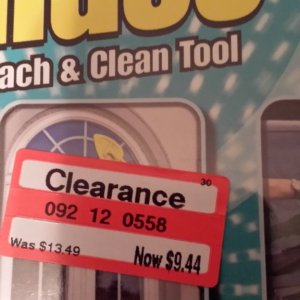 ach & Clean Tool
30
Clearance
092 12 0558
Was $13.49 Now $9.44